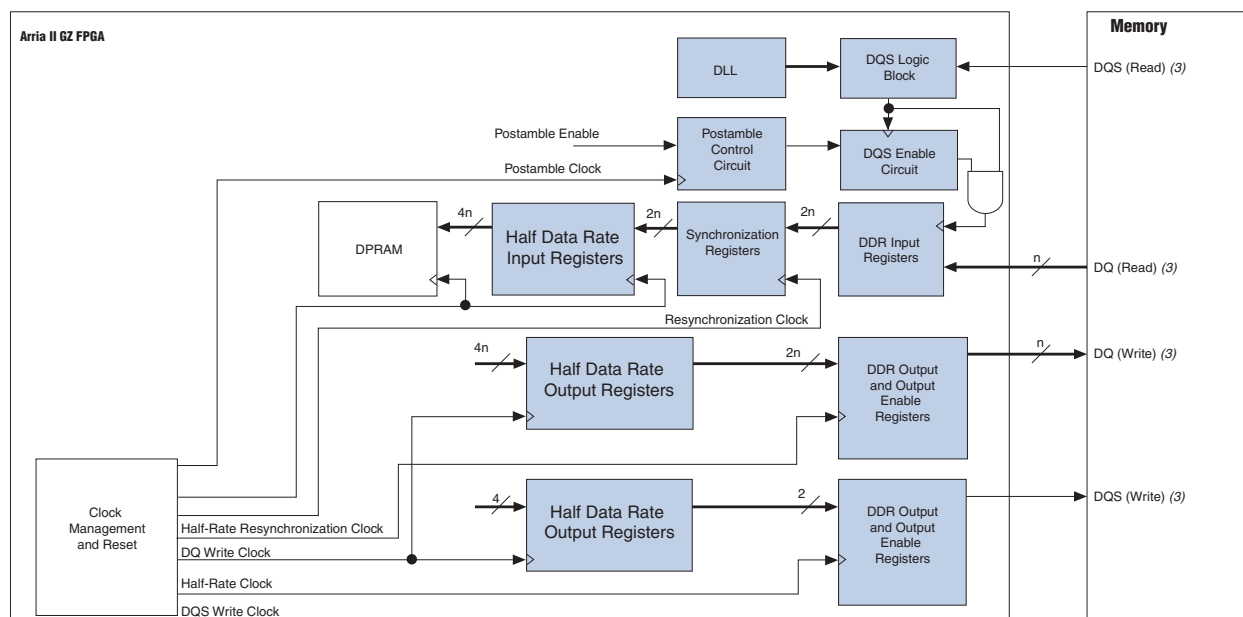 Arria II GZ FPGA
Memory
DLL
DQS Logic
Block
DQS (Read) (3)
Postamble Enable
Postamble
Control
Circuit
DQS Enable
Circuit
Postamble Clock
DPRAM
4n
Half Data Rate
Input Registers
2n
Synchronization
Registers
2n
DDR Input
Registers
n
DQ (Read) (3)
Resynchronization Clock
4n
Half Data Rate
Output Registers
2n
DDR Output
and Output
Enable
Registers
n
DQ (Write) (3)
Clock
Management
and Reset
Half-Rate Resynchronization Clock
DQ Write Clock
Half-Rate Clock
DQS Write Clock
4
Half Data Rate
Output Registers
2
DDR Output
and Output
Enable
Registers
DQS (Write) (3)